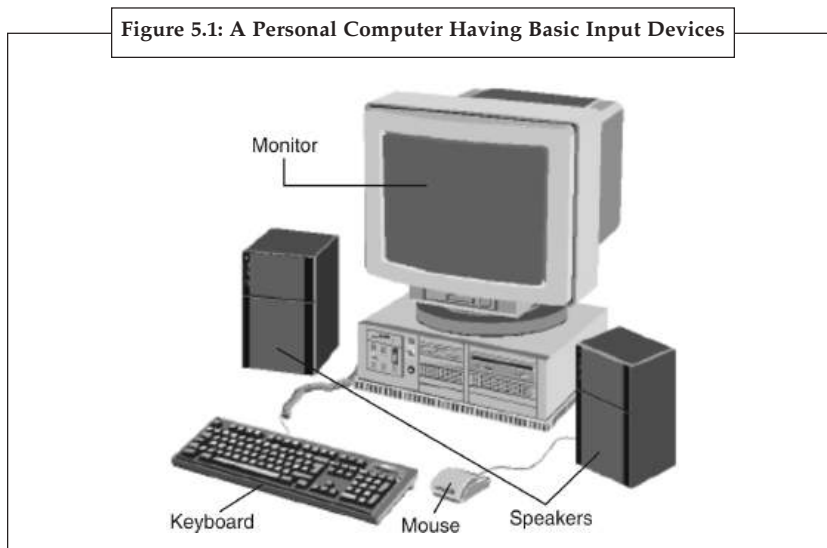 Figure 5.1: A Personal Computer Having Basic Input Devices
Monitor
Keyboard
Mouse
Speakers